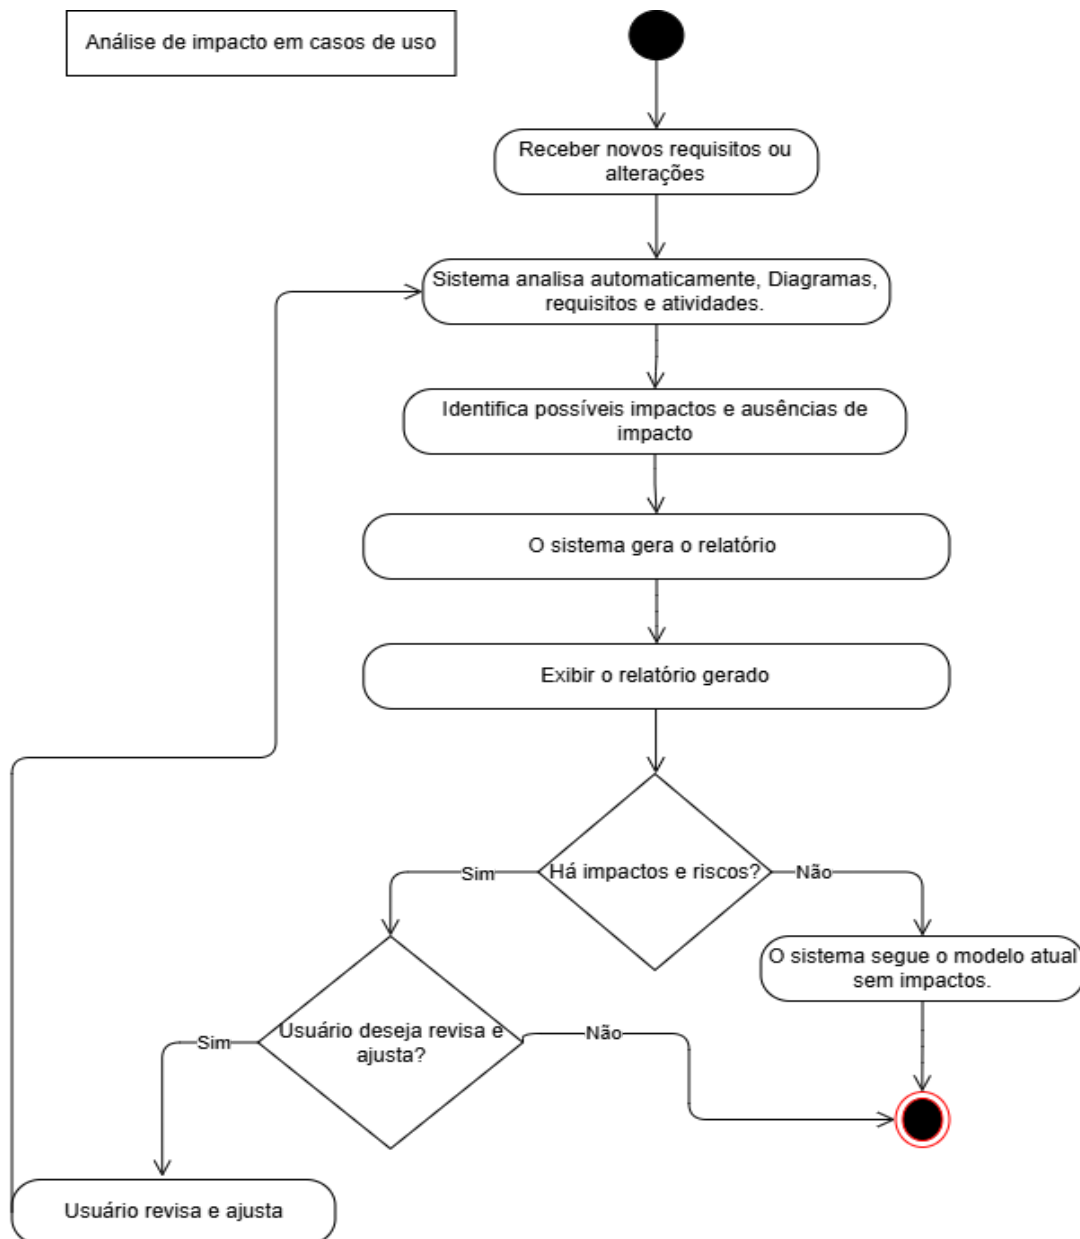 Análise de impacto em casos de uso
Receber novos requisitos ou
alterações
Sistema analisa automaticamente, Diagramas,
requisitos e atividades.
Identifica possíveis impactos e ausências de
impacto
O sistema gera o relatório
Exibir o relatório gerado
Há impactos e riscos?
Sim
Não
O sistema segue o modelo atual
sem impactos.
Usuário deseja revisa e
ajusta?
Sim
Não
Usuário revisa e ajusta